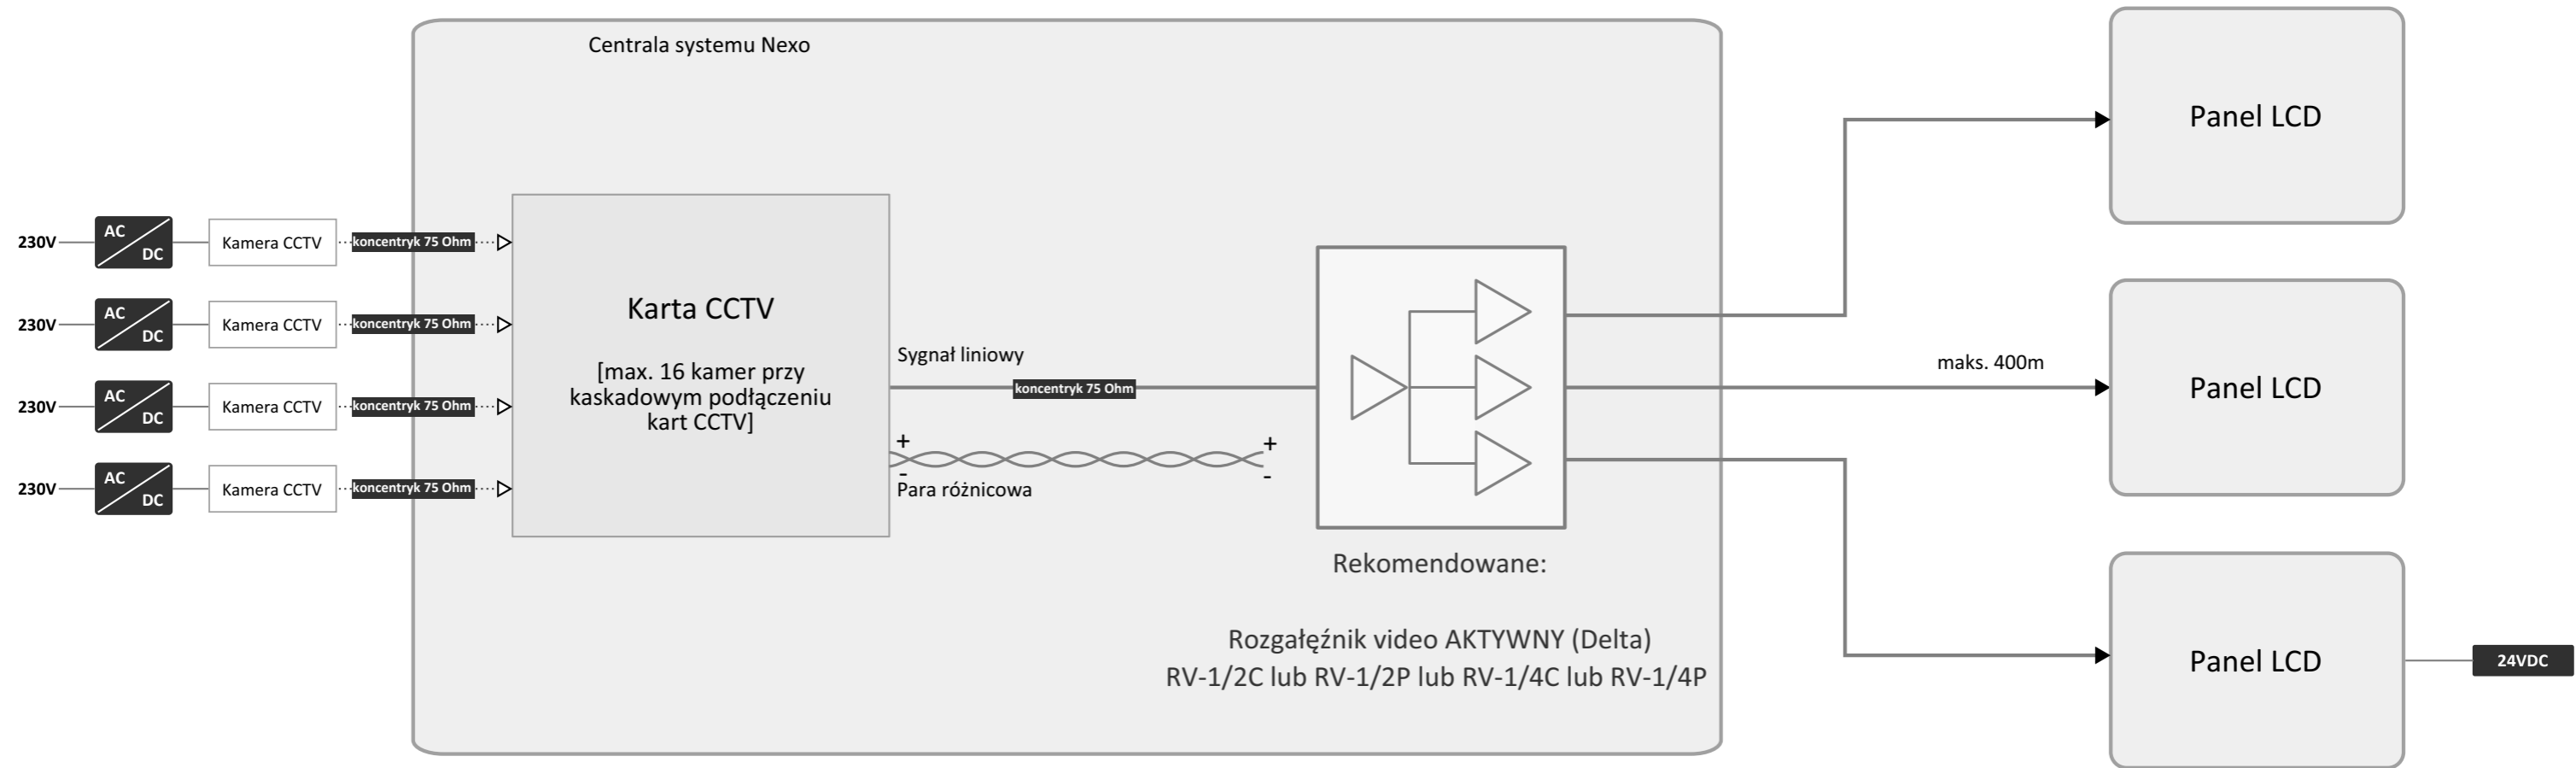 Centrala systemu Nexo
Panel LCD
230V
AC
DC
Kamera CCTV
koncentryk 75 Ohm
230V
AC
DC
Kamera CCTV
koncentryk 75 Ohm
230V
AC
DC
Kamera CCTV
koncentryk 75 Ohm
230V
AC
DC
Kamera CCTV
koncentryk 75 Ohm
Karta CCTV
[max. 16 kamer przy
kaskadowym podłączeniu
kart CCTV]
Sygnał liniowy
koncentryk 75 Ohm
+
-
+
-
Para różnicowa
maks. 400m
Panel LCD
Rekomendowane:
Rozgałęźnik video AKTYWNY (Delta)
RV-1/2C lub RV-1/2P lub RV-1/4C lub RV-1/4P
Panel LCD
24VDC